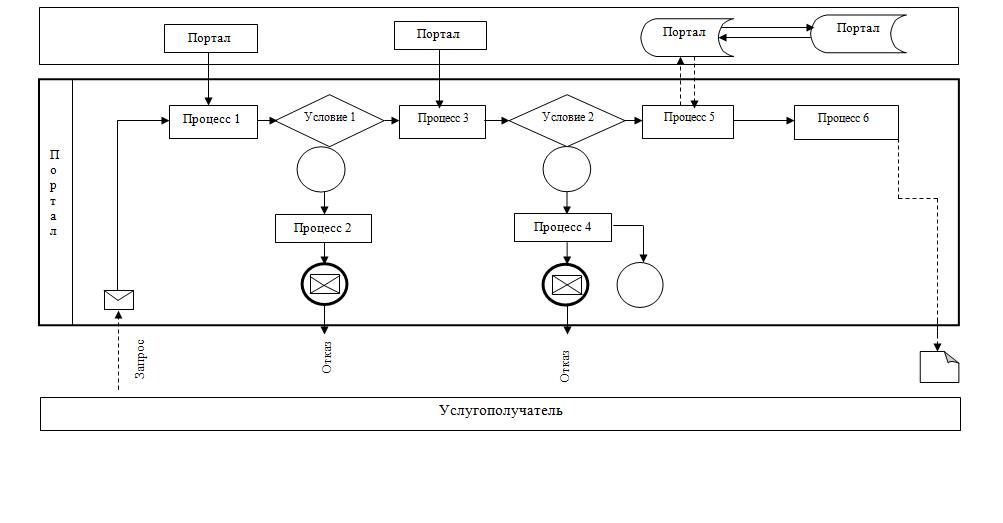 Портал
Портал
Портал
Портал
Процесс 1
Условие 1
Процесс 3
Условие 2
Процесс 5
Процесс 6
Портал
Процесс 2
Процесс 4
Запрос
Отказ
Отказ
Услугополучатель